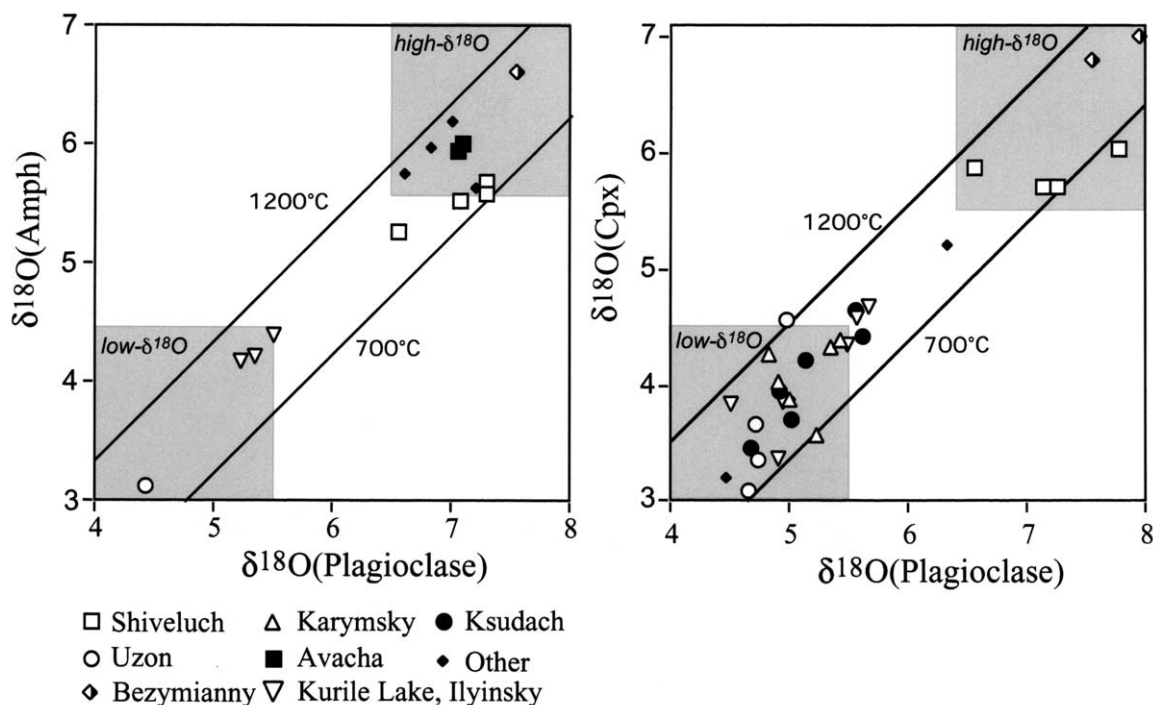 7
high-δ¹⁸O
6
1200°C
δ¹⁸O(Amph)
5
700°C
low-δ¹⁸O
4
3
4 5 6 7 8
δ¹⁸O(Plagioclase)
7
high-δ¹⁸O
6
1200°C
δ¹⁸O(Cpx)
5
700°C
low-δ¹⁸O
4
3
4 5 6 7 8
δ¹⁸O(Plagioclase)
Shiveluch Karymsky Ksudach
Uzon Avacha Other
Bezymianny Kurile Lake, Ilyinsky